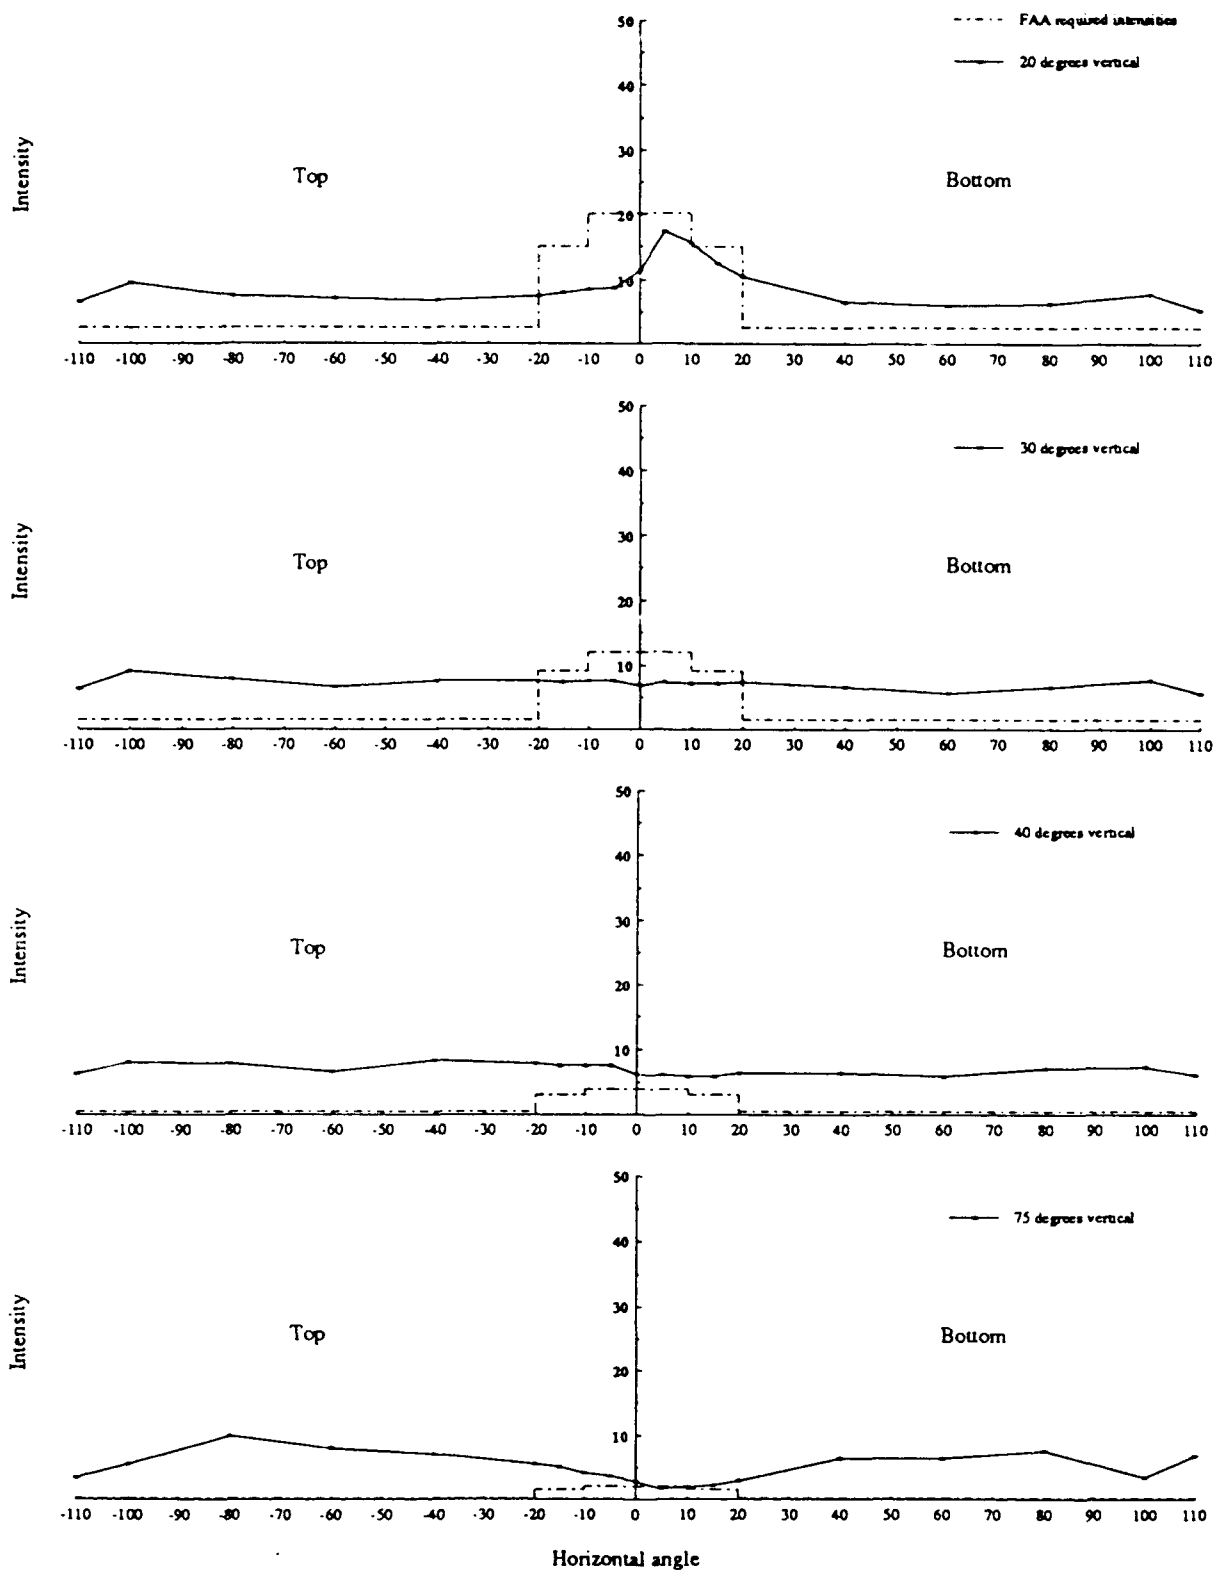 50
FAA required intensities
20 degrees vertical
40
30
Intensity
Top
Bottom
20
10
-110 -100 -90 -80 -70 -60 -50 -40 -30 -20 -10 0 10 20 30 40 50 60 70 80 90 100 110
50
30 degrees vertical
40
30
Intensity
Top
Bottom
20
10
-110 -100 -90 -80 -70 -60 -50 -40 -30 -20 -10 0 10 20 30 40 50 60 70 80 90 100 110
50
40 degrees vertical
40
30
Intensity
Top
Bottom
20
10
-110 -100 -90 -80 -70 -60 -50 -40 -30 -20 -10 0 10 20 30 40 50 60 70 80 90 100 110
50
75 degrees vertical
40
30
Intensity
Top
Bottom
20
10
-110 -100 -90 -80 -70 -60 -50 -40 -30 -20 -10 0 10 20 30 40 50 60 70 80 90 100 110
Horizontal angle